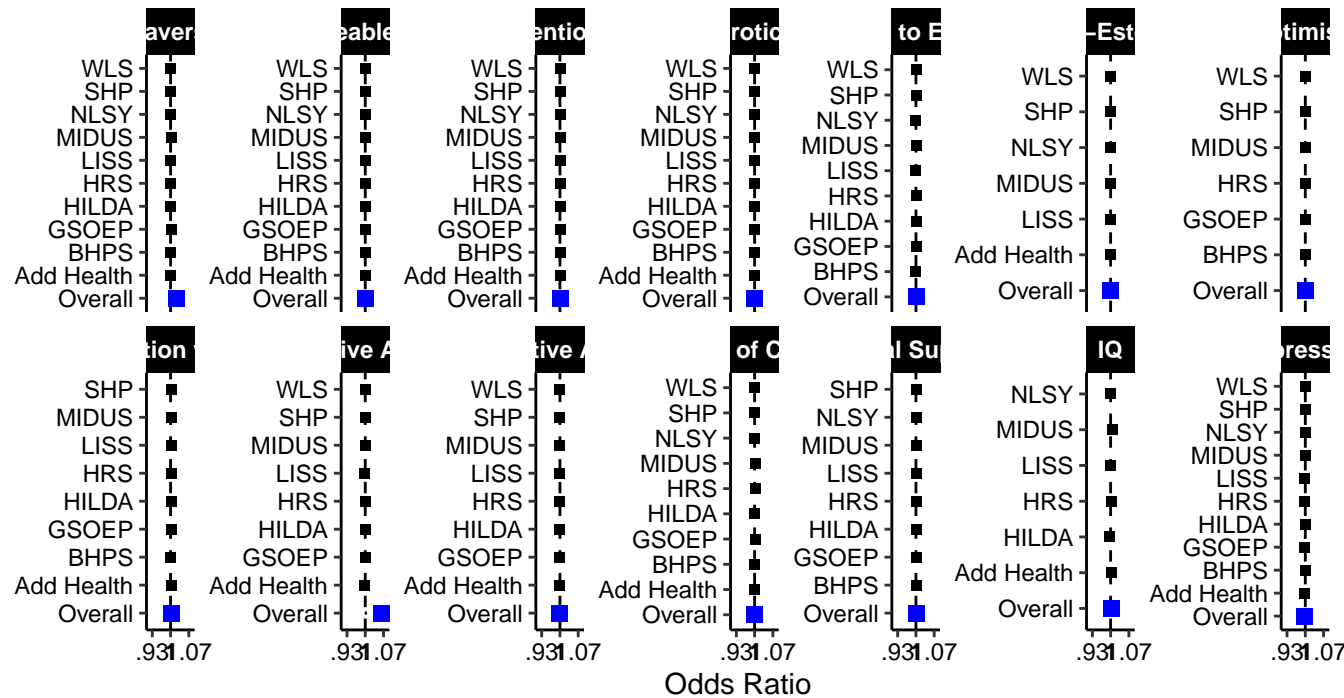 avers
eable
entio
rotic
to E
–Est
ptimis
WLS
SHP
NLSY
MIDUS
LISS
HRS
HILDA
GSOEP
BHPS
Add Health
Overall
WLS
SHP
NLSY
MIDUS
LISS
HRS
HILDA
GSOEP
BHPS
Add Health
Overall
WLS
SHP
NLSY
MIDUS
LISS
HRS
HILDA
GSOEP
BHPS
Add Health
Overall
WLS
SHP
NLSY
MIDUS
LISS
HRS
HILDA
GSOEP
BHPS
Add Health
Overall
WLS
SHP
NLSY
MIDUS
LISS
HRS
HILDA
GSOEP
BHPS
Overall
WLS
SHP
NLSY
MIDUS
LISS
Add Health
Overall
WLS
SHP
MIDUS
HRS
GSOEP
BHPS
Overall
tion
ive A
tive A
of C
l Sup
IQ
press
SHP
MIDUS
LISS
HRS
HILDA
GSOEP
BHPS
Add Health
Overall
WLS
SHP
MIDUS
LISS
HRS
HILDA
GSOEP
Add Health
Overall
WLS
SHP
MIDUS
LISS
HRS
HILDA
GSOEP
Add Health
Overall
WLS
SHP
NLSY
MIDUS
HRS
HILDA
GSOEP
BHPS
Add Health
Overall
SHP
NLSY
MIDUS
LISS
HRS
HILDA
GSOEP
BHPS
Overall
NLSY
MIDUS
LISS
HRS
HILDA
Add Health
Overall
WLS
SHP
NLSY
MIDUS
LISS
HRS
HILDA
GSOEP
BHPS
Add Health
Overall
.93 1 1.07
.93 1 1.07
.93 1 1.07
.93 1 1.07
.93 1 1.07
.93 1 1.07
.93 1 1.07
Odds Ratio